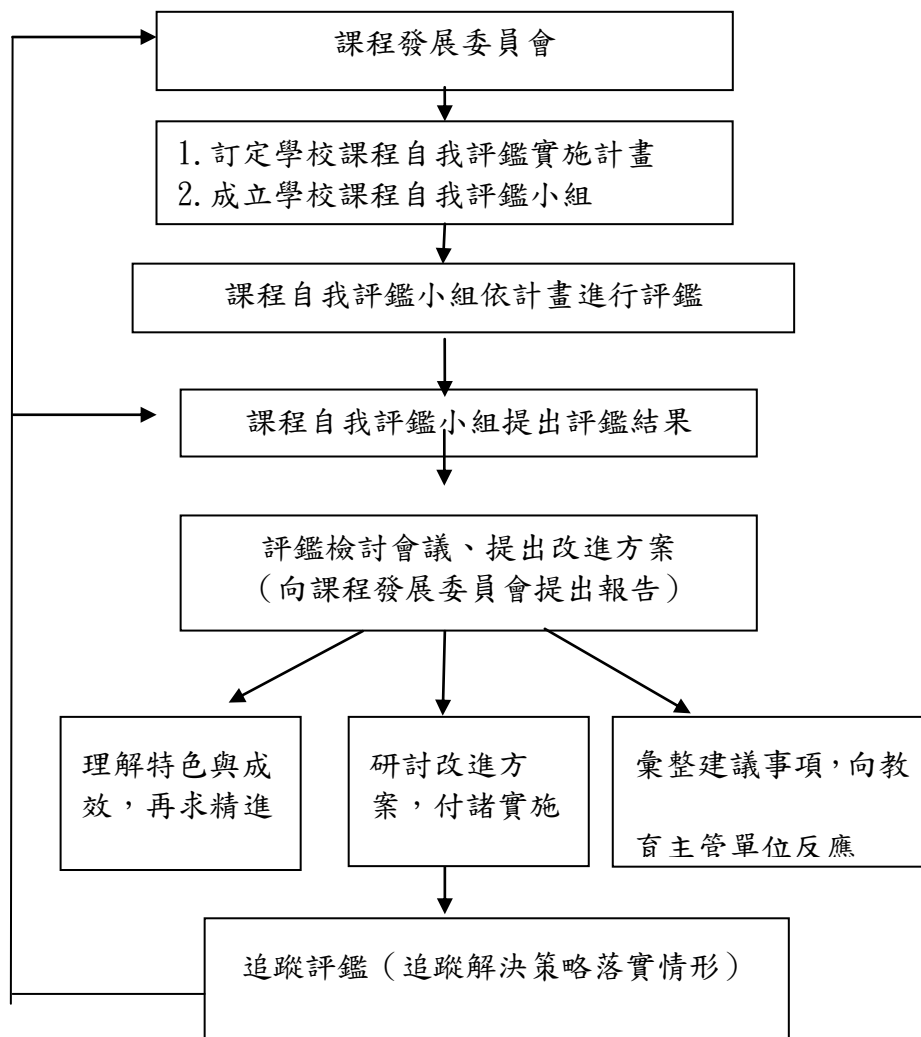 課程發展委員會
1.訂定學校課程自我評鑑實施計畫
2.成立學校課程自我評鑑小組
課程自我評鑑小組依計畫進行評鑑
課程自我評鑑小組提出評鑑結果
評鑑檢討會議、提出改進方案
（向課程發展委員會提出報告）
理解特色與成
效，再求精進
研討改進方
案，付諸實施
彙整建議事項，向教
育主管單位反應
追蹤評鑑（追蹤解決策略落實情形）